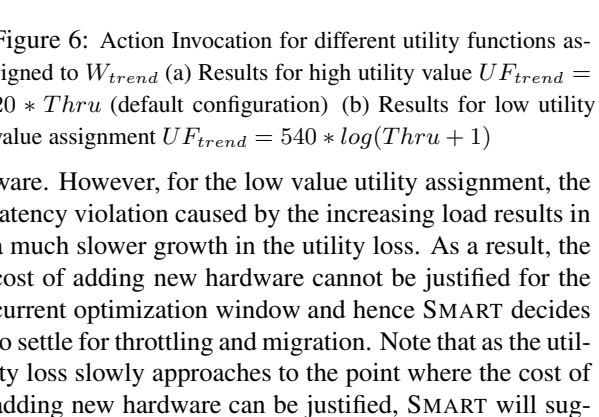 Figure 6: Action Invocation for different utility functions as-
signed to W_trend (a) Results for high utility value UF_trend =
20 * Thru (default configuration) (b) Results for low utility
value assignment UF_trend = 540 * log(Thru + 1)
ware. However, for the low value utility assignment, the
latency violation caused by the increasing load results in
a much slower growth in the utility loss. As a result, the
cost of adding new hardware cannot be justified for the
current optimization window and hence SMART decides
to settle for throttling and migration. Note that as the util-
ity loss slowly approaches to the point where the cost of
adding new hardware can be justified, SMART will sug-